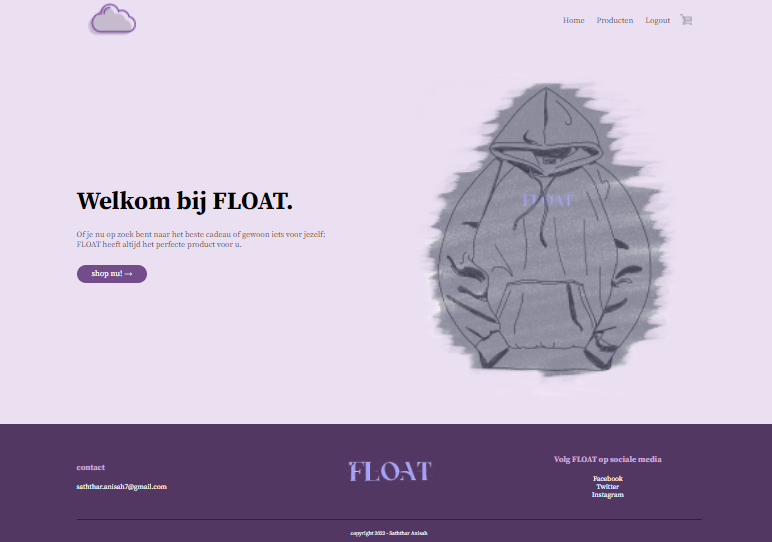 Home Producten Logout
FLOAT
Welkom bij FLOAT.
Of je nu op zoek bent naar het beste cadeau of gewoon iets voor jezelf:
FLOAT heeft altijd het perfecte product voor u.
shop nu! →
contact
saththar.anisah7@gmail.com
FLOAT
Volg FLOAT op sociale media
Facebook
Twitter
Instagram
copyright 2022 - Saththar Anisah